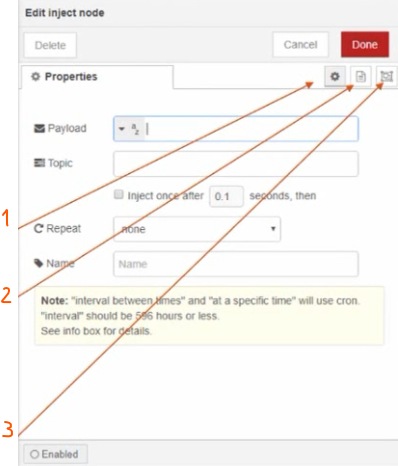 Edit inject node
Delete
Cancel
Done
Properties
Payload
a
z
Topic
Inject once after 0.1 seconds, then
1
Repeat
none
Name
Name
2
Note: "interval between times" and "at a specific time" will use cron.
"interval" should be 596 hours or less.
See info box for details.
3
Enabled